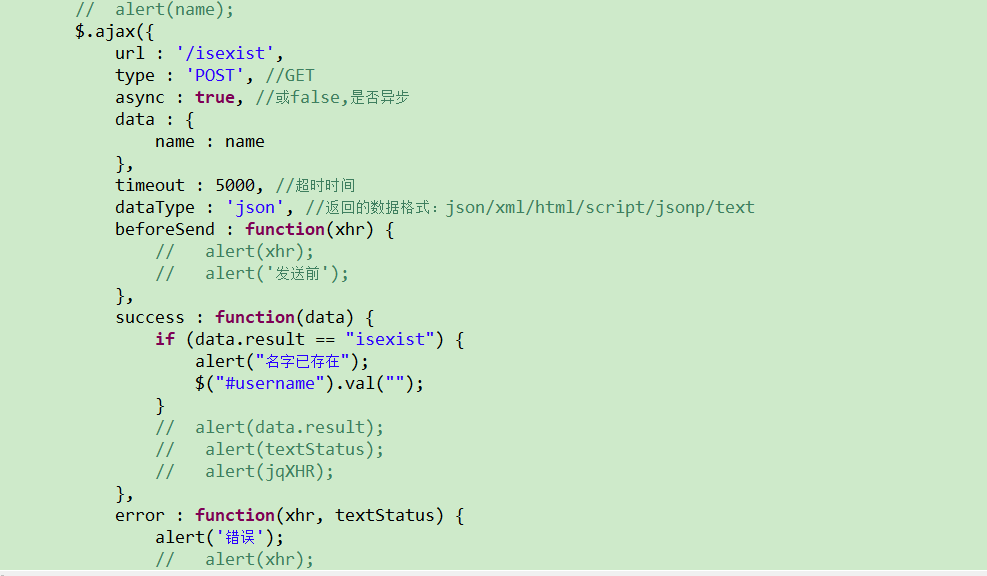 //  alert(name);
$.ajax({
    url : '/isexist',
    type : 'POST', //GET
    async : true, //或false,是否异步
    data : {
        name : name
    },
    timeout : 5000, //超时时间
    dataType : 'json', //返回的数据格式：json/xml/html/script/jsonp/text
    beforeSend : function(xhr) {
        //   alert(xhr);
        //   alert('发送前');
    },
    success : function(data) {
        if (data.result == "isexist") {
            alert("名字已存在");
            $("#username").val("");
        }
        //  alert(data.result);
        //   alert(textStatus);
        //   alert(jqXHR);
    },
    error : function(xhr, textStatus) {
        alert('错误');
        //   alert(xhr);